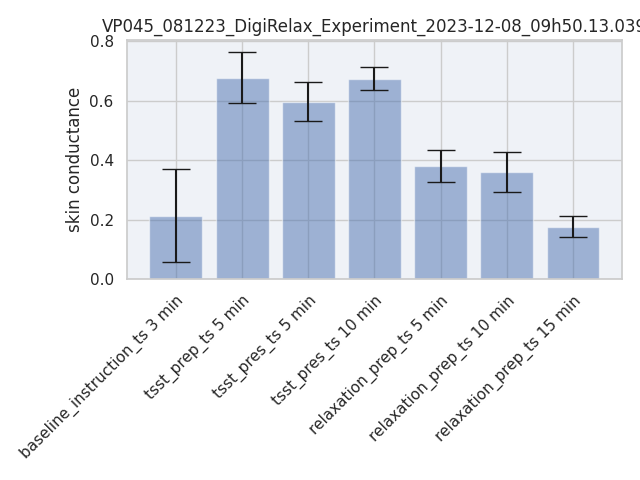 VP045_081223_DigiRelax_Experiment_2023-12-08_09h50.13.039
0.8
0.6
0.4
0.2
0.0
skin conductance
baseline_instruction_ts 3 min
tsst_prep_ts 5 min
tsst_pres_ts 5 min
tsst_pres_ts 10 min
relaxation_prep_ts 5 min
relaxation_prep_ts 10 min
relaxation_prep_ts 15 min